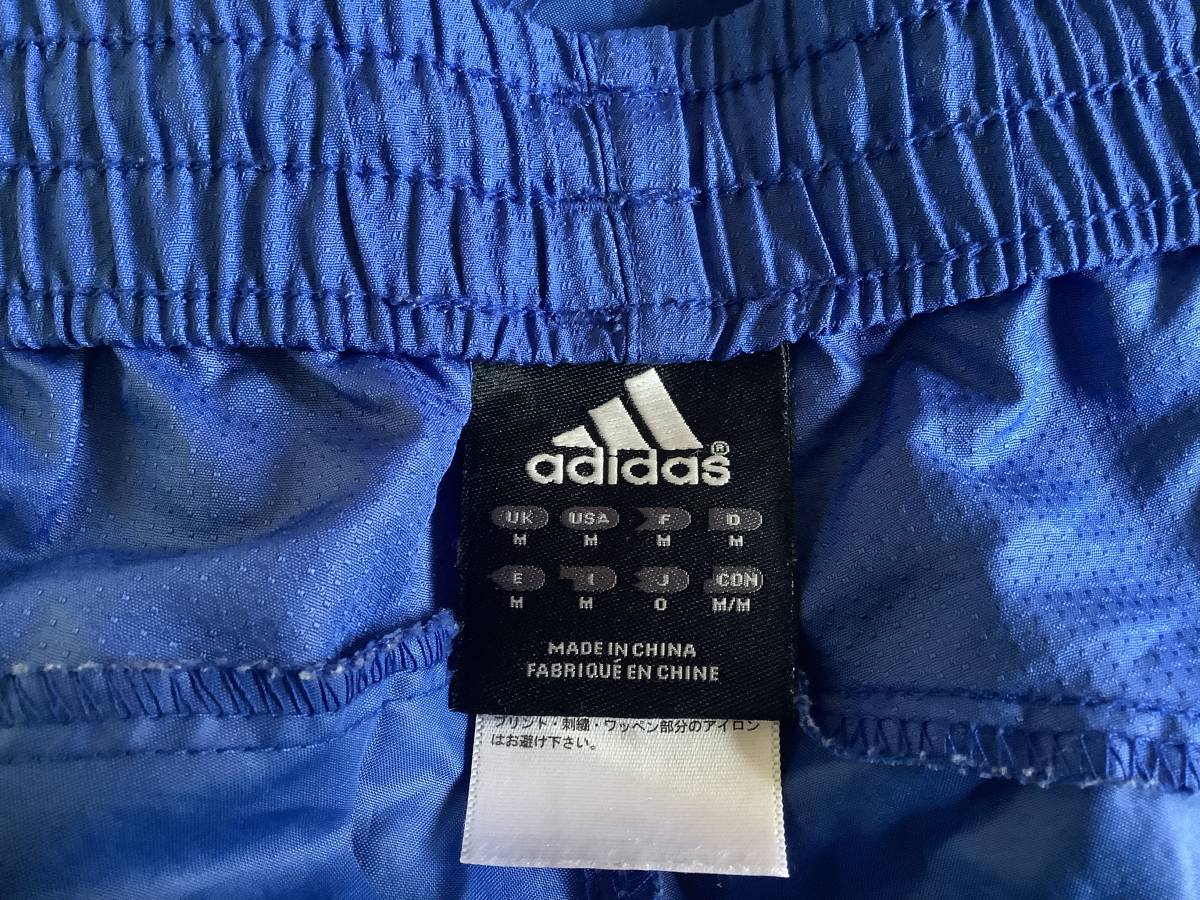 adidas®
UK USA F D
M M M M
E I J CON
M M O M/M
MADE IN CHINA
FABRIQUÉ EN CHINE
プリント・刺繍・ワッペン部分のアイロン
はお避け下さい。